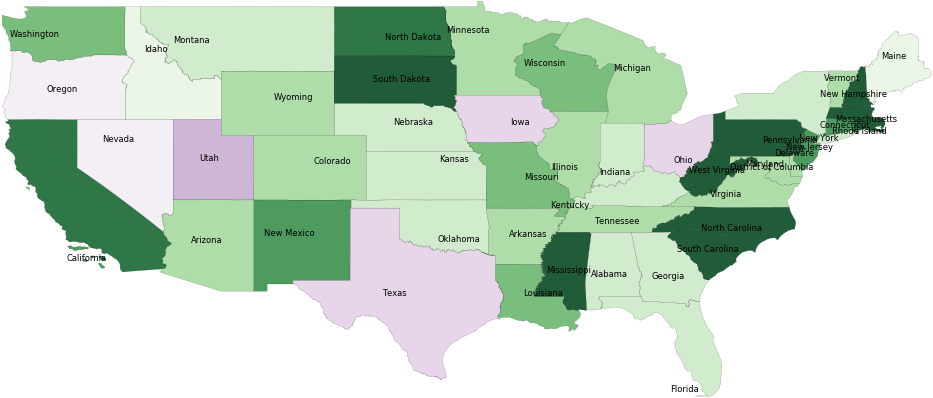 Washington
Montana
North Dakota
Minnesota
Maine
Idaho
Oregon
South Dakota
Wisconsin
Michigan
Vermont
New Hampshire
Wyoming
Nebraska
Iowa
Massachusetts
Connecticut
Rhode Island
Nevada
Utah
Colorado
Kansas
Missouri
Illinois
Indiana
Ohio
Pennsylvania
New York
New Jersey
Delaware
Maryland
District of Columbia
West Virginia
Virginia
Kentucky
California
Arizona
New Mexico
Oklahoma
Arkansas
Tennessee
North Carolina
South Carolina
Texas
Louisiana
Mississippi
Alabama
Georgia
Florida